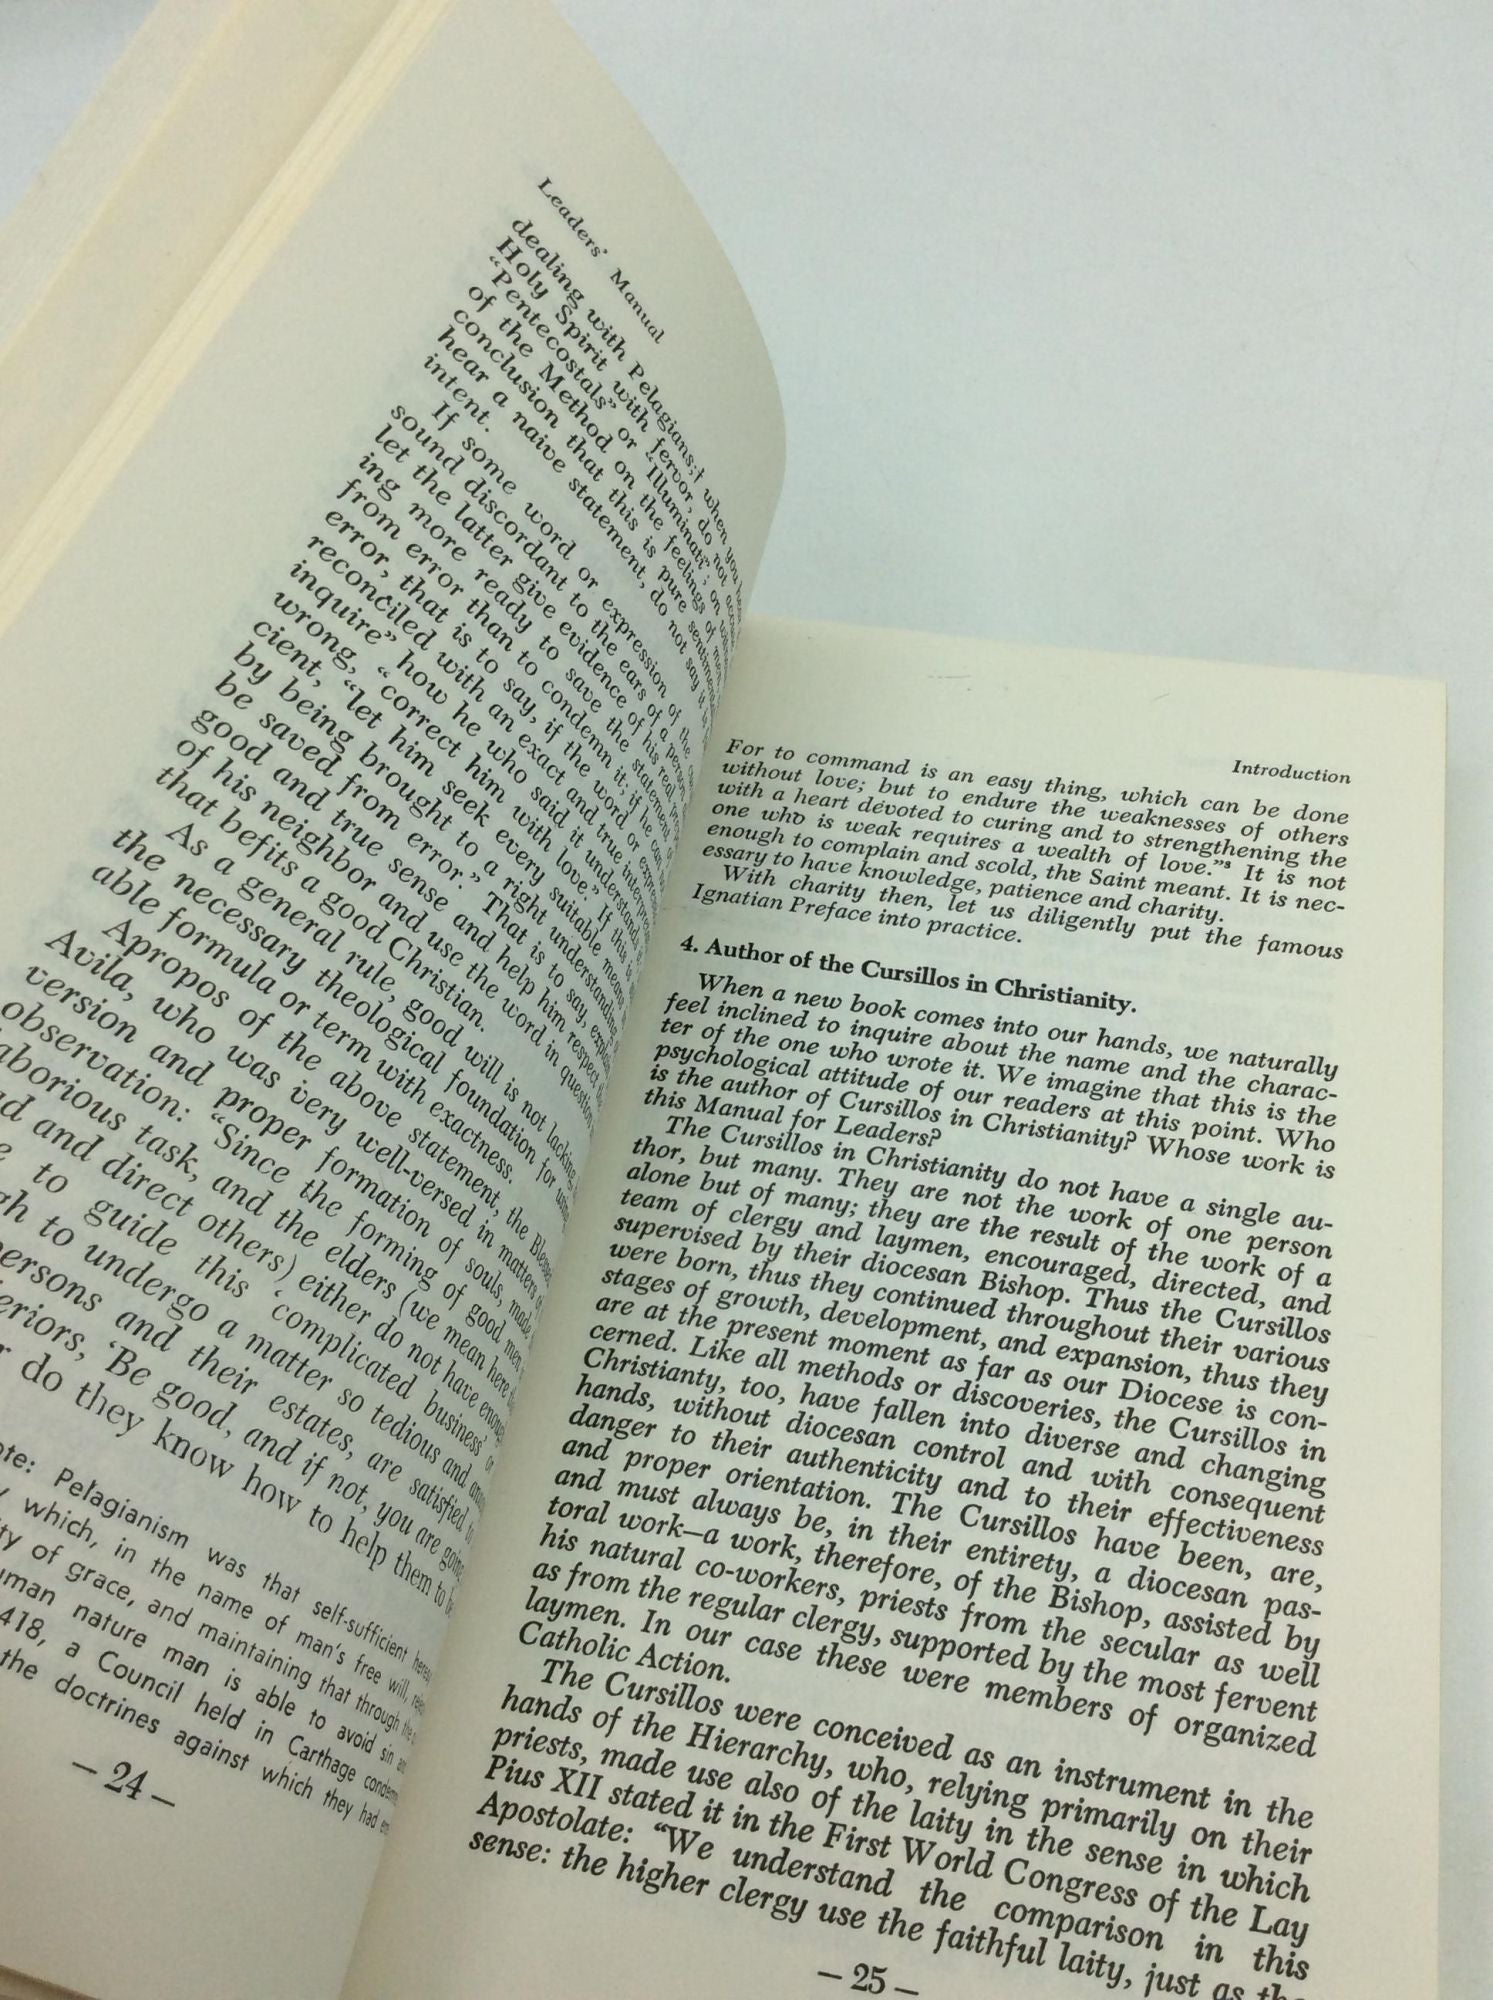 Leaders' Manual
dealing with Pelagians;† when you hear
Holy Spirit with fervor, do not
"Pentecostals" or "Illuminati"; on
of the Method on the feelings of men,
conclusion that this is pure
hear a naive statement, do not say it is
intent.
If some word or expression of the
sound discordant to the ears of a person
let the latter give evidence of his real
ing more ready to save the statement
from error than to condemn it; if he
error, that is to say, if the word or
reconciled with an exact and true
inquire" how he who said it understands
wrong, "correct him with love." If this is
cient, "let him seek every suitable means
by being brought to a right understanding
be saved from error." That is to say,
good and true sense and help him respect
of his neighbor and use the word in question
that befits a good Christian.
As a general rule, good will is not lacking
the necessary theological foundation for using
able formula or term with exactness.
Apropos of the above statement, the
Avila, who was very well-versed in matters of
version and proper formation of souls, made
observation: "Since the forming of good men
laborious task, and the elders (we mean here
and direct others) either do not have enough
to guide this 'complicated business'
to undergo a matter so tedious and
persons and their estates, are satisfied
'Be good, and if not, you are going
do they know how to help them to be
Pelagianism was that self-sufficient
which, in the name of man's free will,
of grace, and maintaining that through the
nature man is able to avoid sin
418, a Council held in Carthage
the doctrines against which they had
— 24 —
Introduction
For to command is an easy thing, which can be done
without love; but to endure the weaknesses of others
with a heart devoted to curing and to strengthening the
one who is weak requires a wealth of love."⁸ It is not
enough to complain and scold, the Saint meant. It is nec-
essary to have knowledge, patience and charity.
With charity then, let us diligently put the famous
Ignatian Preface into practice.
4. Author of the Cursillos in Christianity.
When a new book comes into our hands, we naturally
feel inclined to inquire about the name and the charac-
ter of the one who wrote it. We imagine that this is the
psychological attitude of our readers at this point. Who
is the author of Cursillos in Christianity? Whose work is
this Manual for Leaders?
The Cursillos in Christianity do not have a single au-
thor, but many. They are not the work of one person
alone but of many; they are the result of the work of a
team of clergy and laymen, encouraged, directed, and
supervised by their diocesan Bishop. Thus the Cursillos
were born, thus they continued throughout their various
stages of growth, development, and expansion, thus they
are at the present moment as far as our Diocese is con-
cerned. Like all methods or discoveries, the Cursillos in
Christianty, too, have fallen into diverse and changing
hands, without diocesan control and with consequent
danger to their authenticity and to their effectiveness
and proper orientation. The Cursillos have been, are,
and must always be, in their entirety, a diocesan pas-
toral work—a work, therefore, of the Bishop, assisted by
his natural co-workers, priests from the secular as well
as from the regular clergy, supported by the most fervent
laymen. In our case these were members of organized
Catholic Action.
The Cursillos were conceived as an instrument in the
hands of the Hierarchy, who, relying primarily on their
priests, made use also of the laity in the sense in which
Pius XII stated it in the First World Congress of the Lay
Apostolate: "We understand the comparison in this
sense: the higher clergy use the faithful laity, just as the
— 25 —